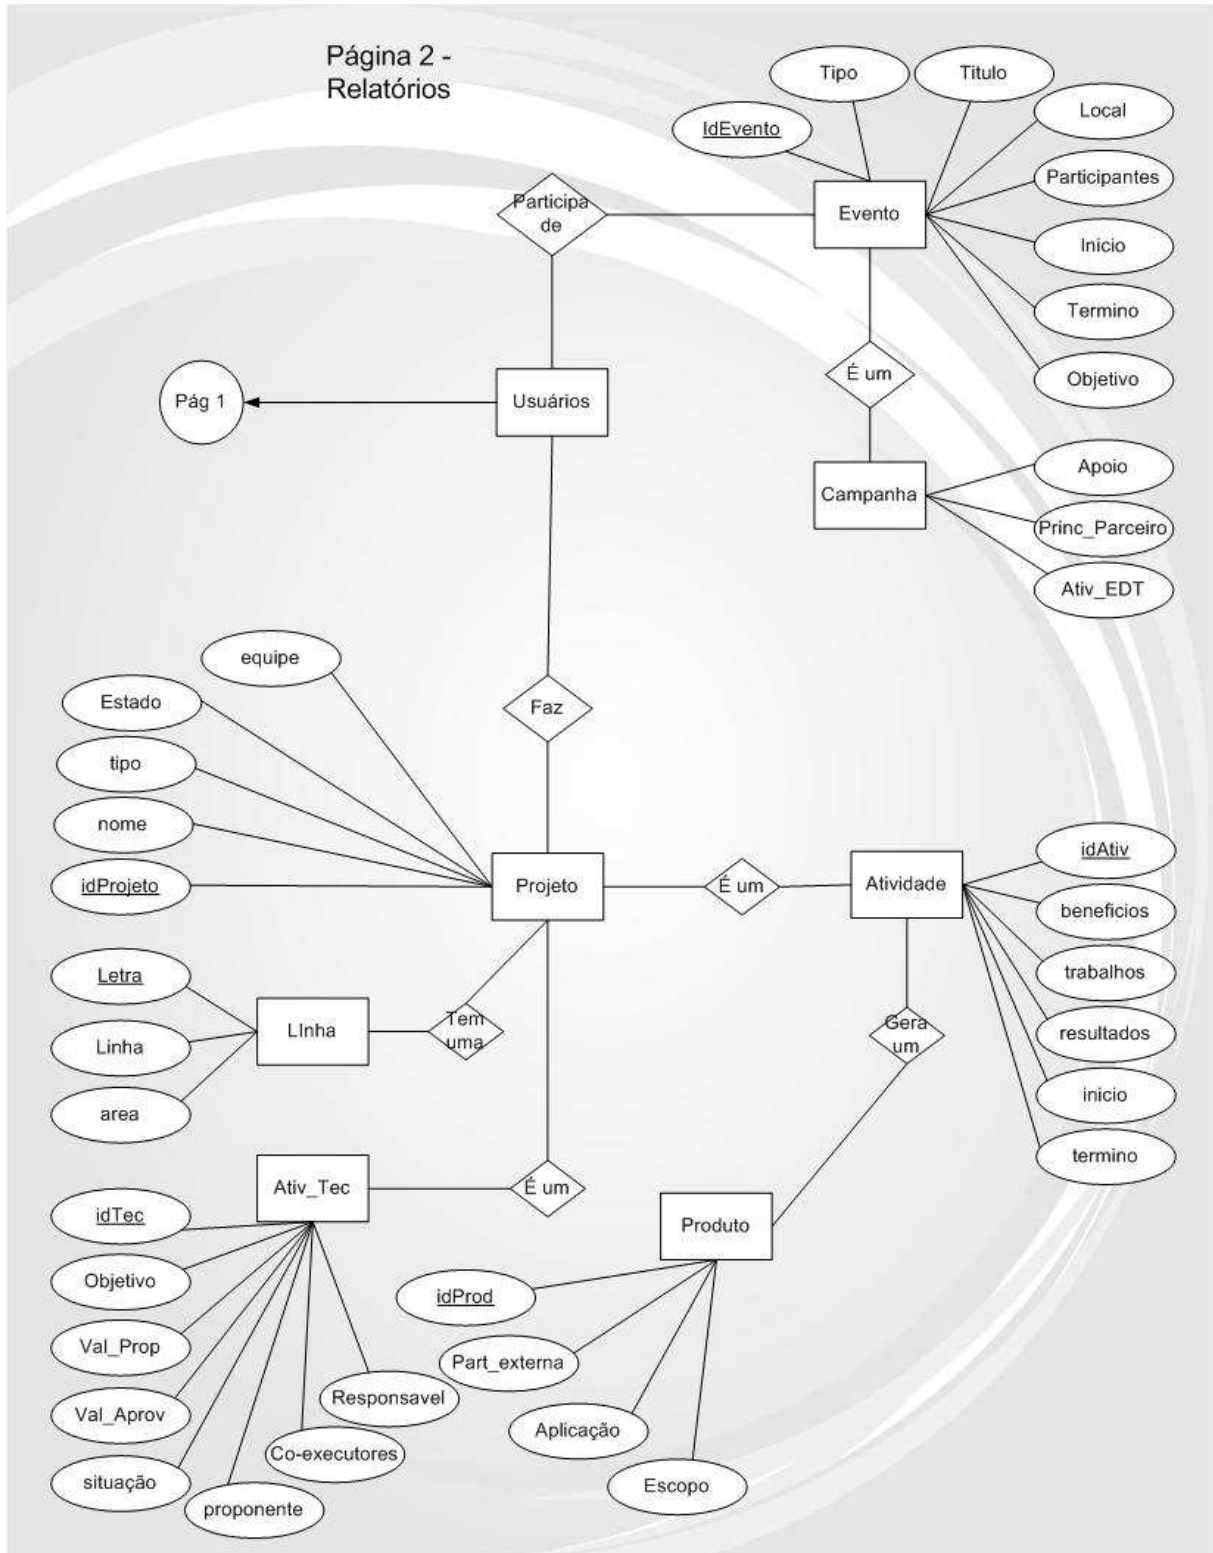 Página 2 -
Relatórios
Tipo
Titulo
IdEvento
Local
Participantes
Inicio
Termino
Objetivo
Evento
Participa
de
É um
Pág 1
Usuários
Campanha
Apoio
Princ_Parceiro
Ativ_EDT
equipe
Estado
tipo
nome
idProjeto
Faz
Projeto
É um
Atividade
idAtiv
beneficios
trabalhos
resultados
inicio
termino
Letra
Linha
area
LInha
Tem
uma
Gera
um
Ativ_Tec
É um
Produto
idTec
Objetivo
Val_Prop
Val_Aprov
situação
proponente
Co-executores
Responsavel
idProd
Part_externa
Aplicação
Escopo